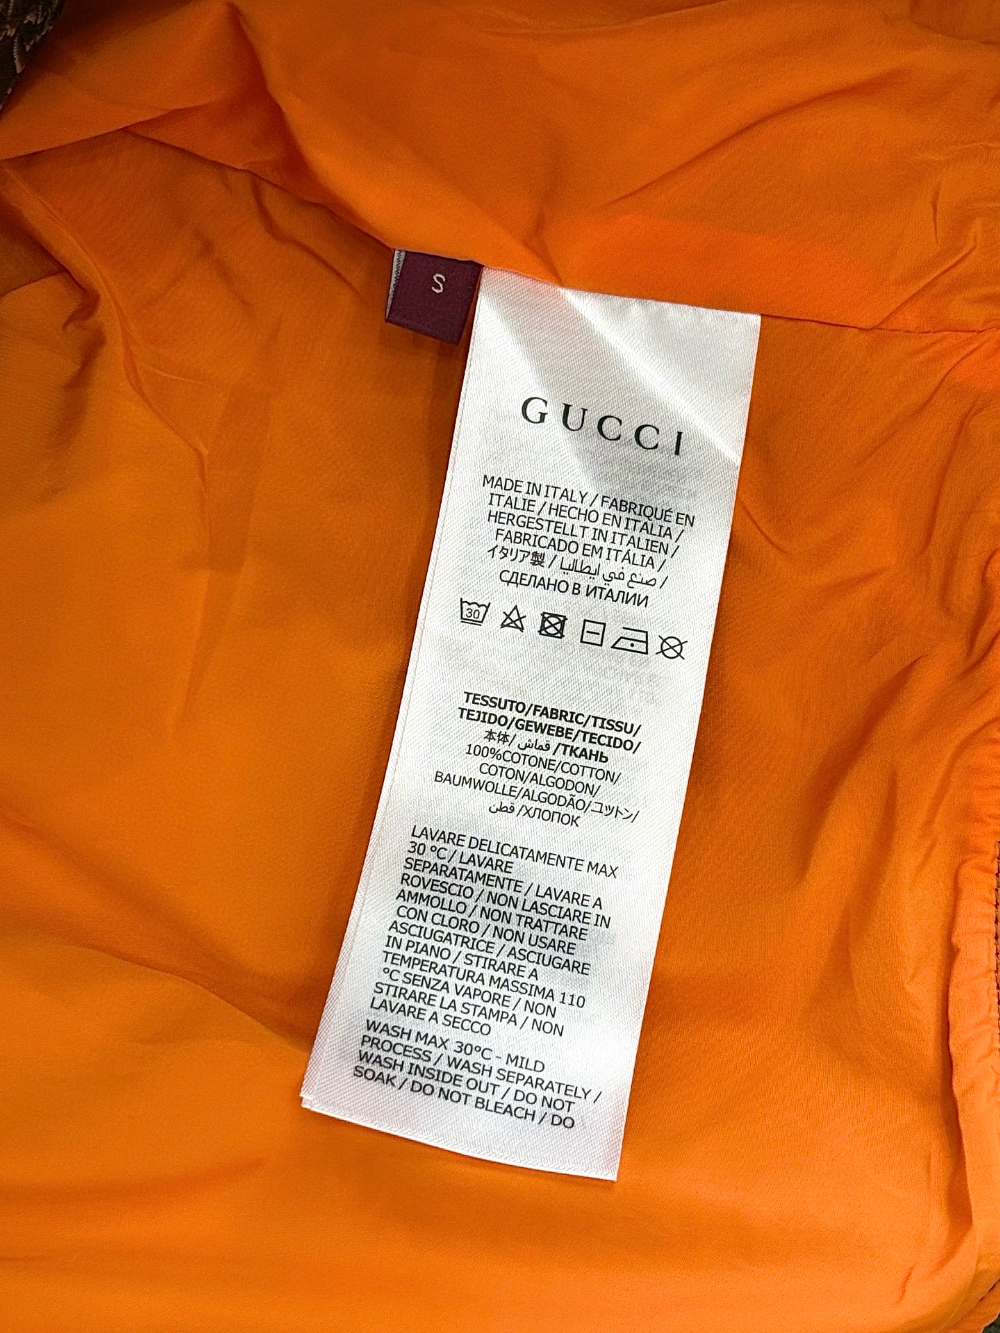 S
GUCCI
MADE IN ITALY / FABRIQUÉ EN
ITALIE / HECHO EN ITALIA /
HERGESTELLT IN ITALIEN /
FABRICADO EM ITÁLIA /
イタリア製 / صنع في ايطاليا /
СДЕЛАНО В ИТАЛИИ
30
TESSUTO/FABRIC/TISSU/
TEJIDO/GEWEBE/TECIDO/
本体/ قماش /ТКАНЬ
100%COTONE/COTTON/
COTON/ALGODON/
BAUMWOLLE/ALGODÃO/コットン/
قطن /ХЛОПОК
LAVARE DELICATAMENTE MAX
30 °C / LAVARE
SEPARATAMENTE / LAVARE A
ROVESCIO / NON LASCIARE IN
AMMOLLO / NON TRATTARE
CON CLORO / NON USARE
ASCIUGATRICE / ASCIUGARE
IN PIANO / STIRARE A
TEMPERATURA MASSIMA 110
°C SENZA VAPORE / NON
STIRARE LA STAMPA / NON
LAVARE A SECCO
WASH MAX 30°C - MILD
PROCESS / WASH SEPARATELY /
WASH INSIDE OUT / DO NOT
SOAK / DO NOT BLEACH / DO